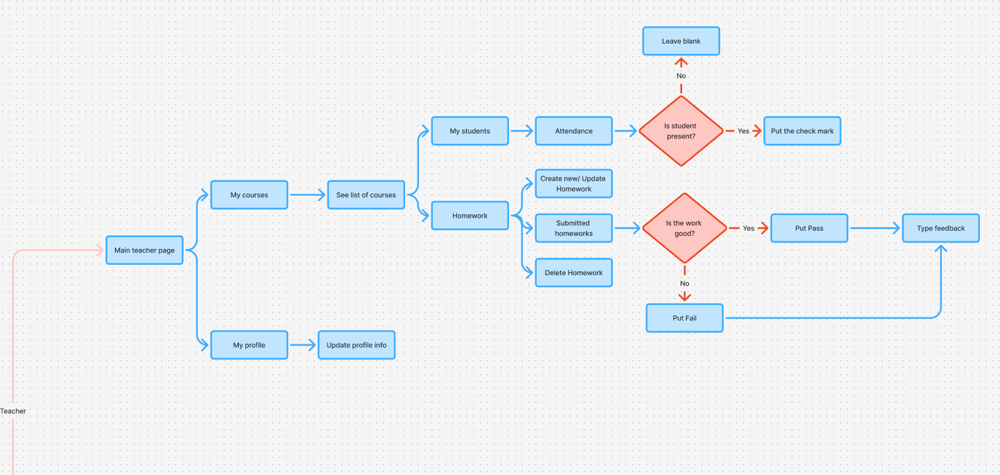 Leave blank
No
My students
Attendance
Is student
present?
Yes
Put the check mark
Create new/ Update
Homework
My courses
See list of courses
Homework
Submitted
homeworks
Is the work
good?
Yes
Put Pass
Type feedback
Main teacher page
Delete Homework
No
Put Fail
My profile
Update profile info
Teacher